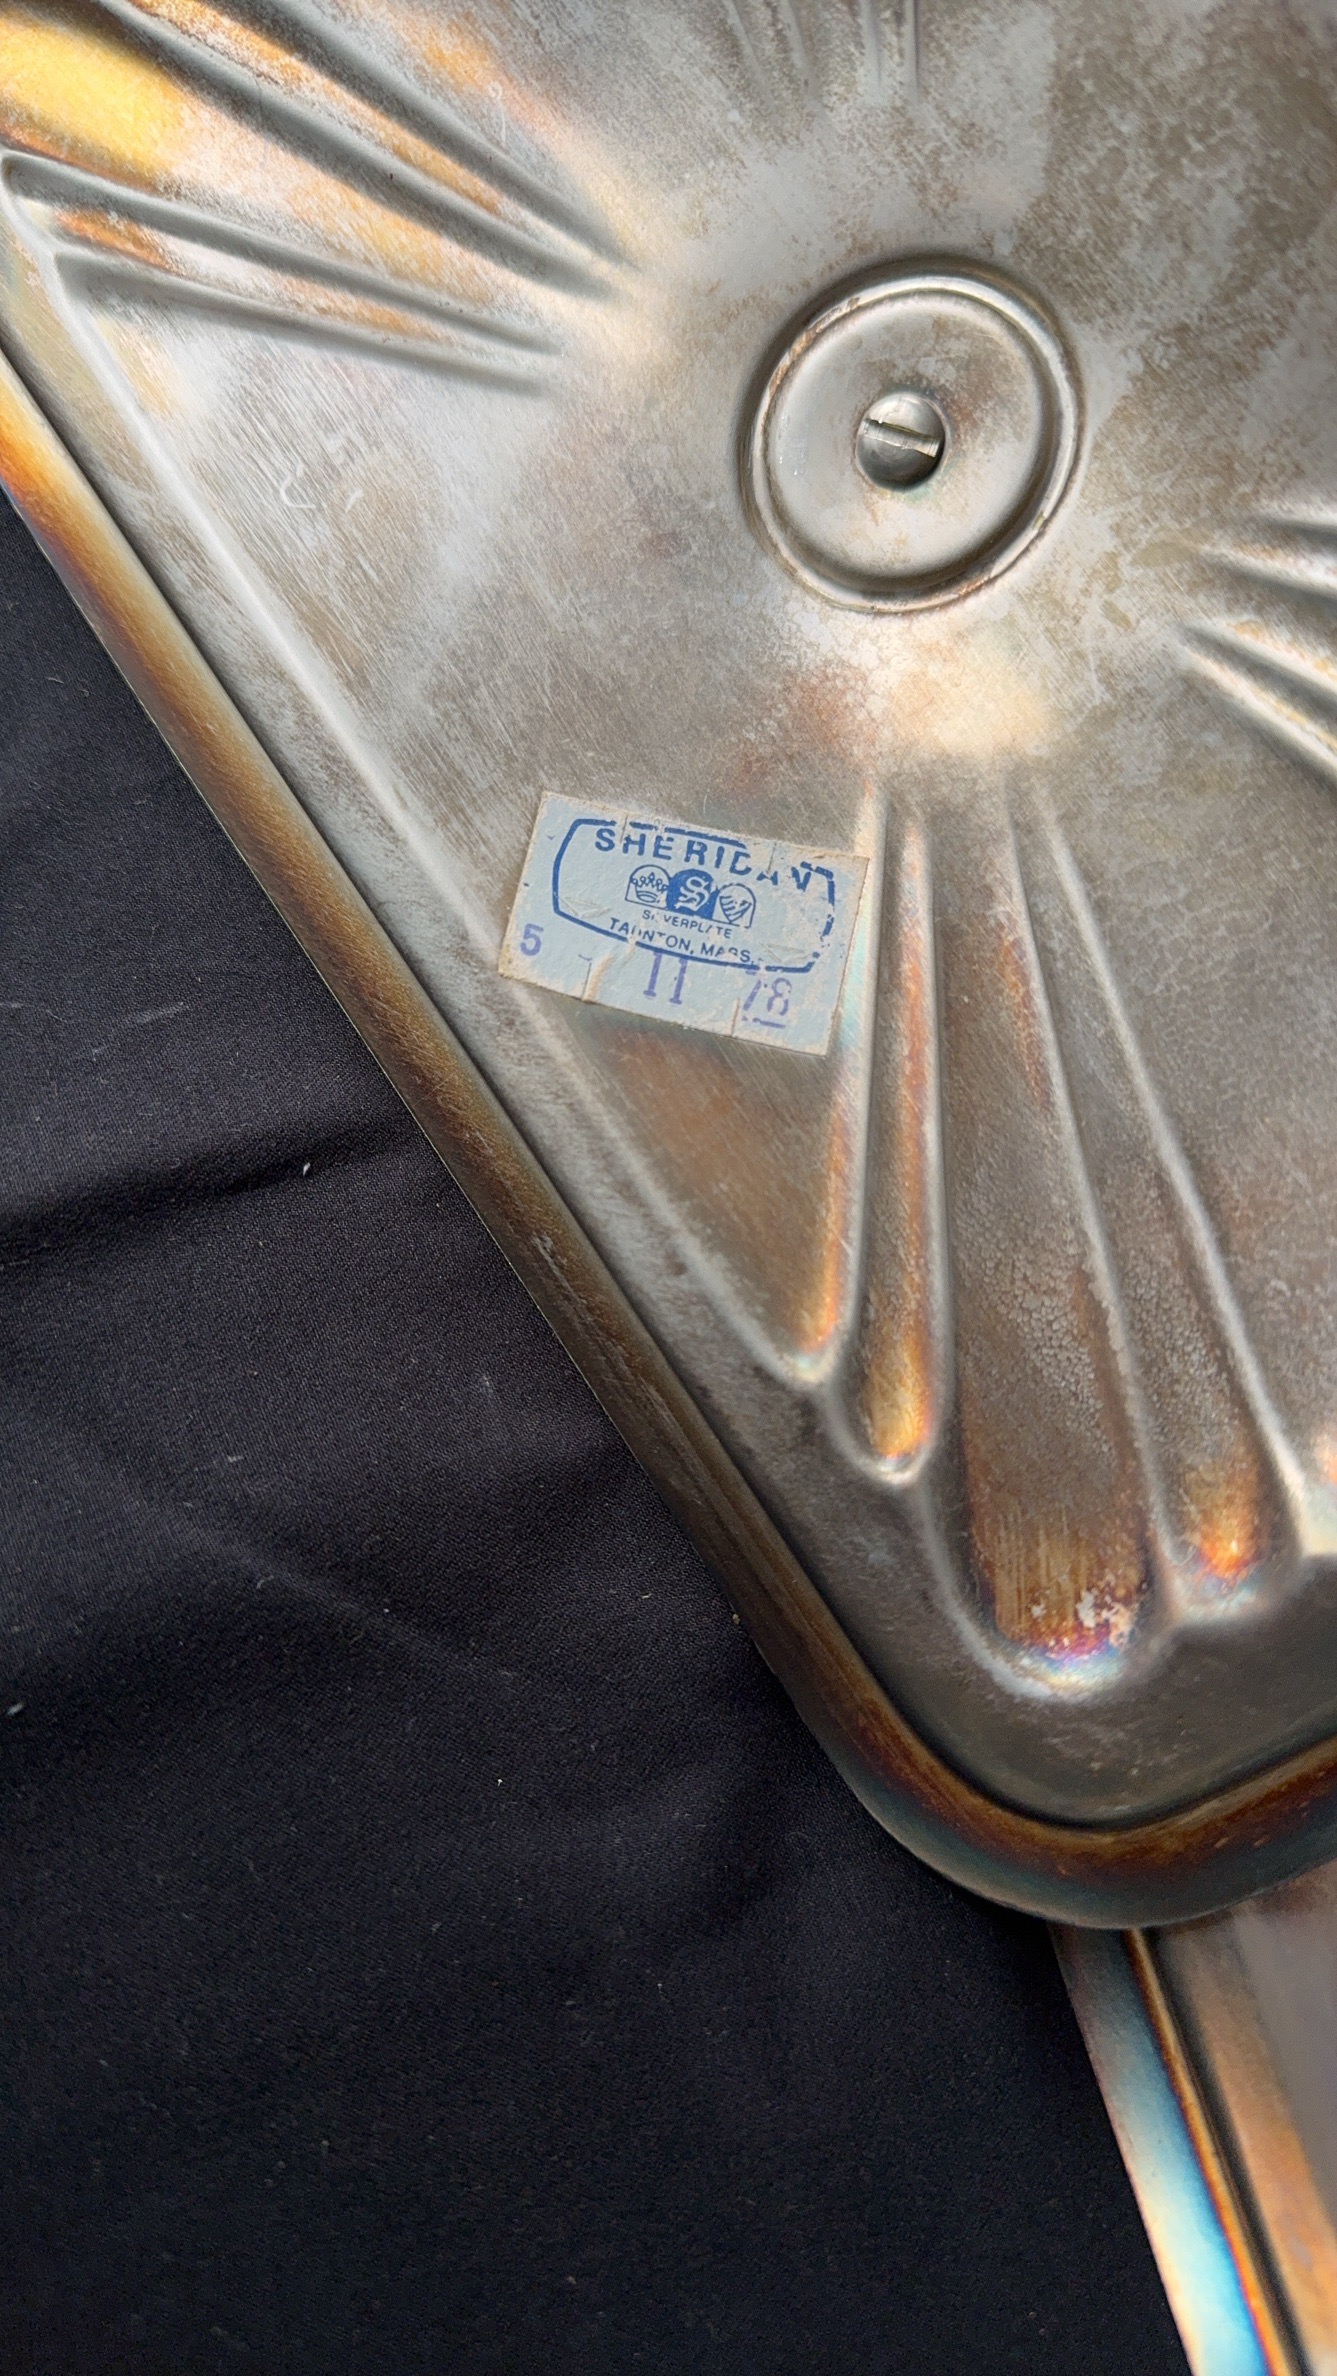 SHERIDAN
S
SILVERPLATE
TAUNTON, MASS.
5 11 78